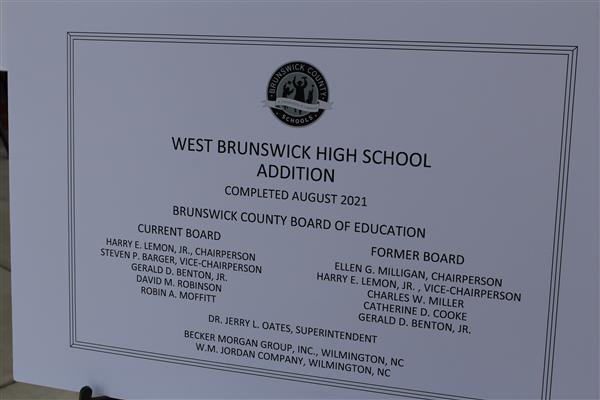 BRUNSWICK COUNTY
SCHOOLS
WEST BRUNSWICK HIGH SCHOOL
ADDITION
COMPLETED AUGUST 2021
BRUNSWICK COUNTY BOARD OF EDUCATION
CURRENT BOARD
HARRY E. LEMON, JR., CHAIRPERSON
STEVEN P. BARGER, VICE-CHAIRPERSON
GERALD D. BENTON, JR.
DAVID M. ROBINSON
ROBIN A. MOFFITT
FORMER BOARD
ELLEN G. MILLIGAN, CHAIRPERSON
HARRY E. LEMON, JR. , VICE-CHAIRPERSON
CHARLES W. MILLER
CATHERINE D. COOKE
GERALD D. BENTON, JR.
DR. JERRY L. OATES, SUPERINTENDENT
BECKER MORGAN GROUP, INC., WILMINGTON, NC
W.M. JORDAN COMPANY, WILMINGTON, NC